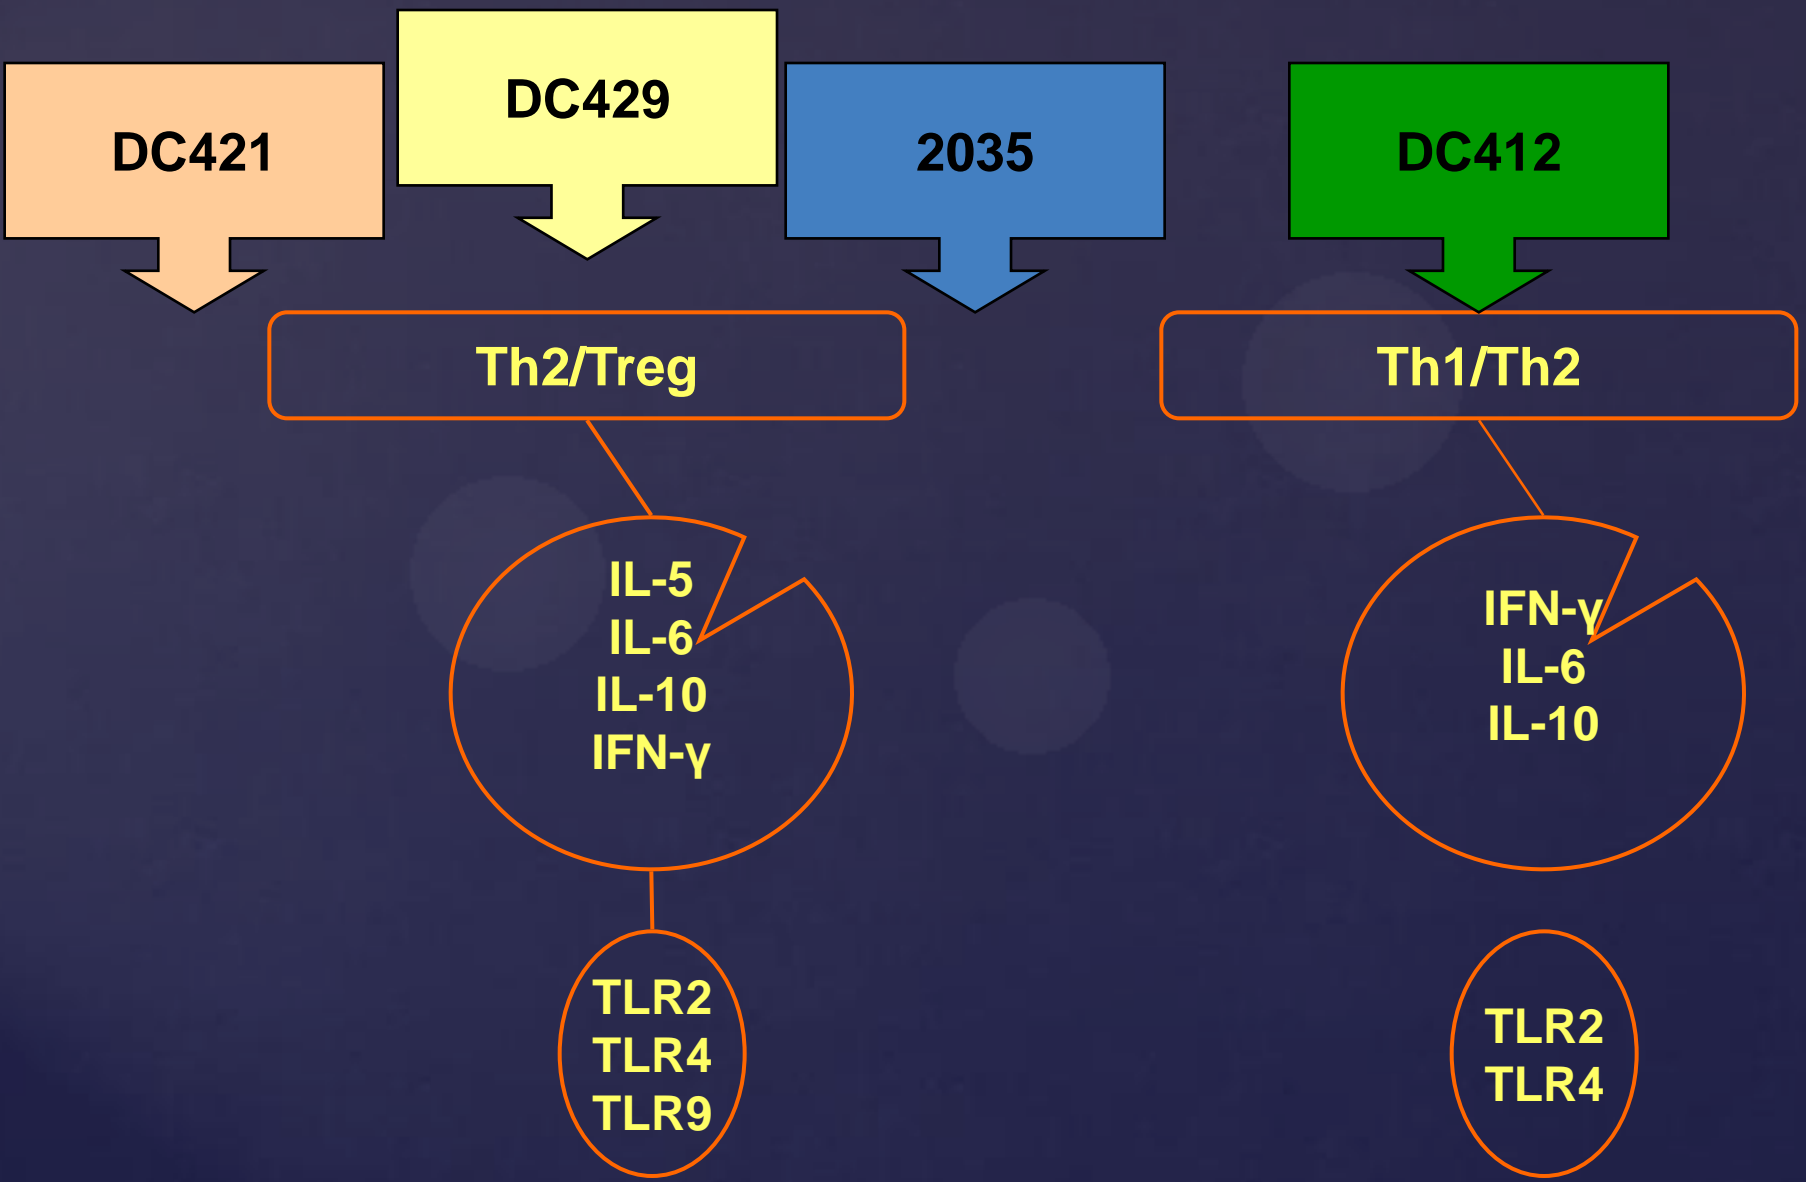 DC421
DC429
2035
DC412
Th2/Treg
Th1/Th2
IL-5
IL-6
IL-10
IFN-γ
IFN-γ
IL-6
IL-10
TLR2
TLR4
TLR9
TLR2
TLR4